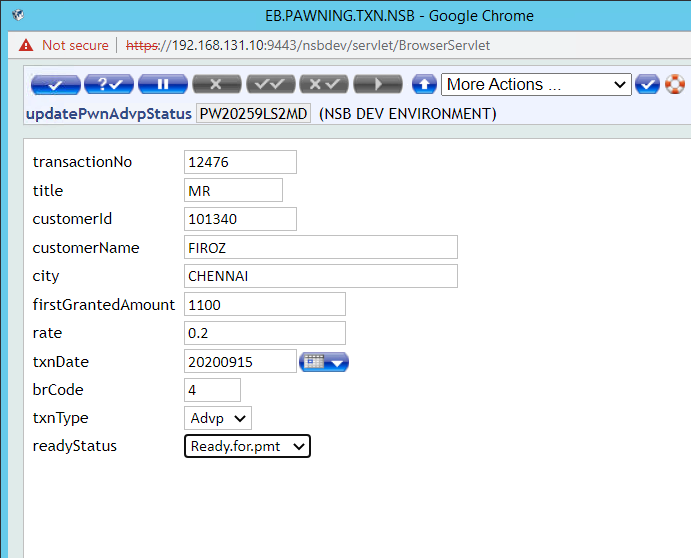 EB.PAWNING.TXN.NSB - Google Chrome
Not secure https://192.168.131.10:9443/nsbdev/servlet/BrowserServlet
More Actions ...
updatePwnAdvpStatus PW20259LS2MD (NSB DEV ENVIRONMENT)
transactionNo 12476
title MR
customerId 101340
customerName FIROZ
city CHENNAI
firstGrantedAmount 1100
rate 0.2
txnDate 20200915
brCode 4
txnType Advp
readyStatus Ready.for.pmt